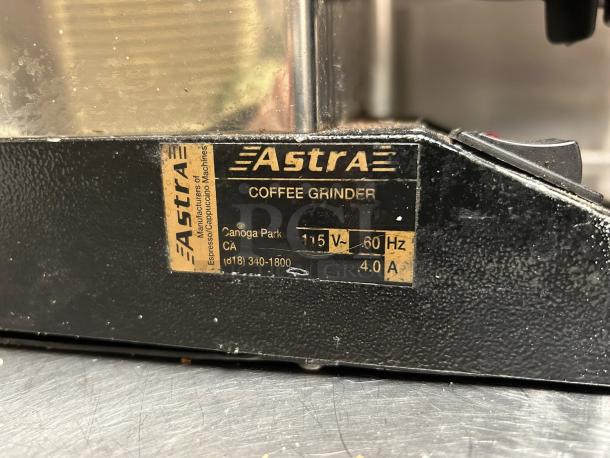 AstrA
Manufacturers of
Espresso/Cappuccino Machines
AstrA
COFFEE GRINDER
Canoga Park
CA
(818) 340-1800
115 V~ 60 Hz
4.0 A
PCI